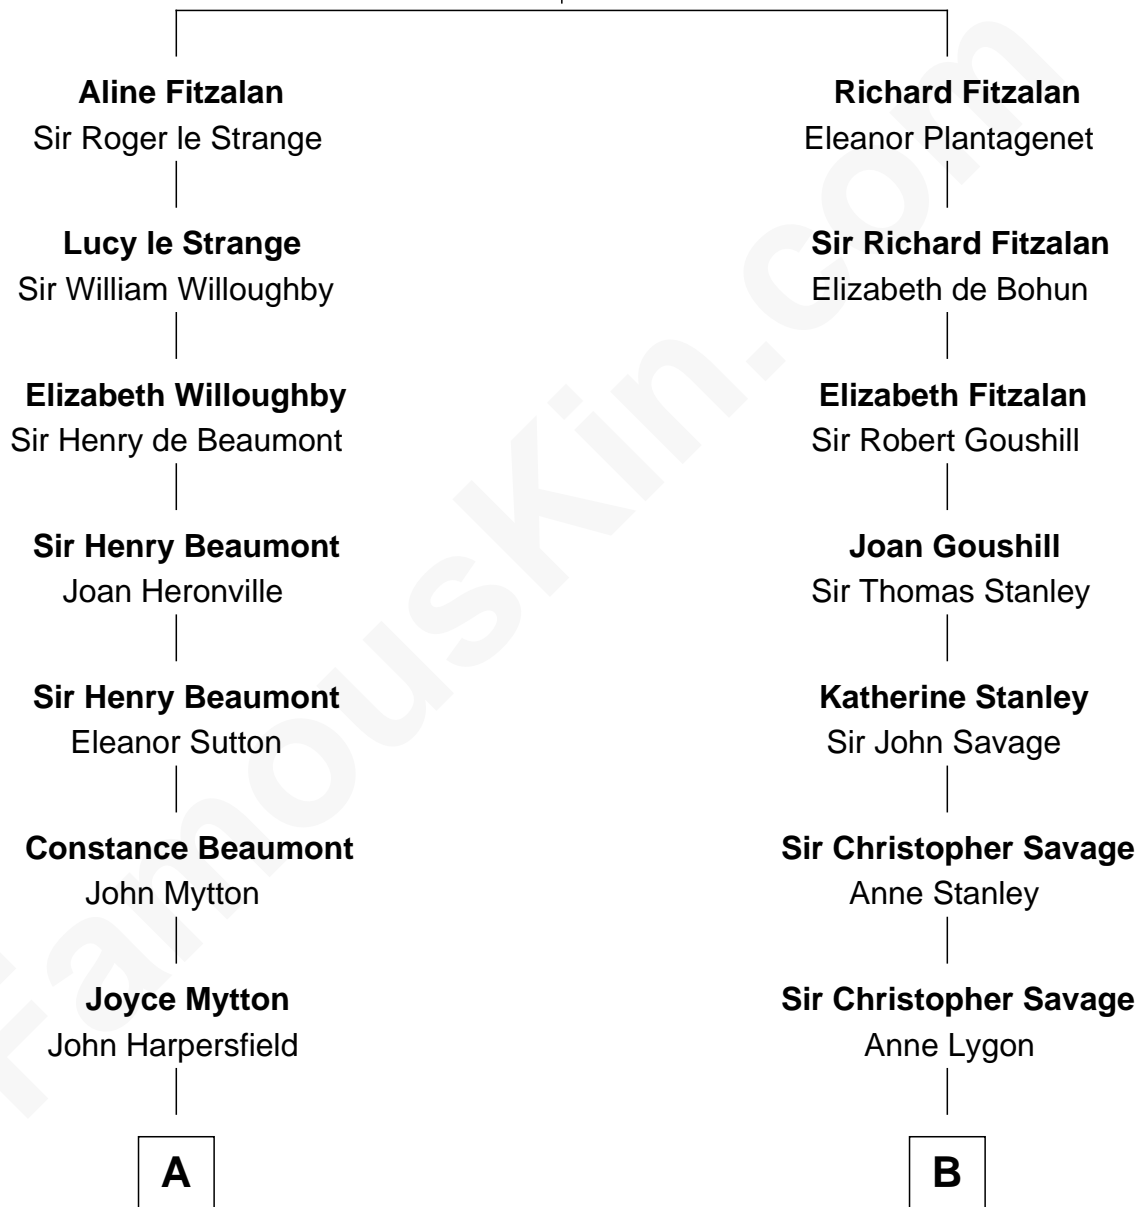 Aline Fitzalan
Sir Roger le Strange
Lucy le Strange
Sir William Willoughby
Elizabeth Willoughby
Sir Henry de Beaumont
Sir Henry Beaumont
Joan Heronville
Sir Henry Beaumont
Eleanor Sutton
Constance Beaumont
John Mytton
Joyce Mytton
John Harpersfield
A
Richard Fitzalan
Eleanor Plantagenet
Sir Richard Fitzalan
Elizabeth de Bohun
Elizabeth Fitzalan
Sir Robert Goushill
Joan Goushill
Sir Thomas Stanley
Katherine Stanley
Sir John Savage
Sir Christopher Savage
Anne Stanley
Sir Christopher Savage
Anne Lygon
B
FamousKin.com